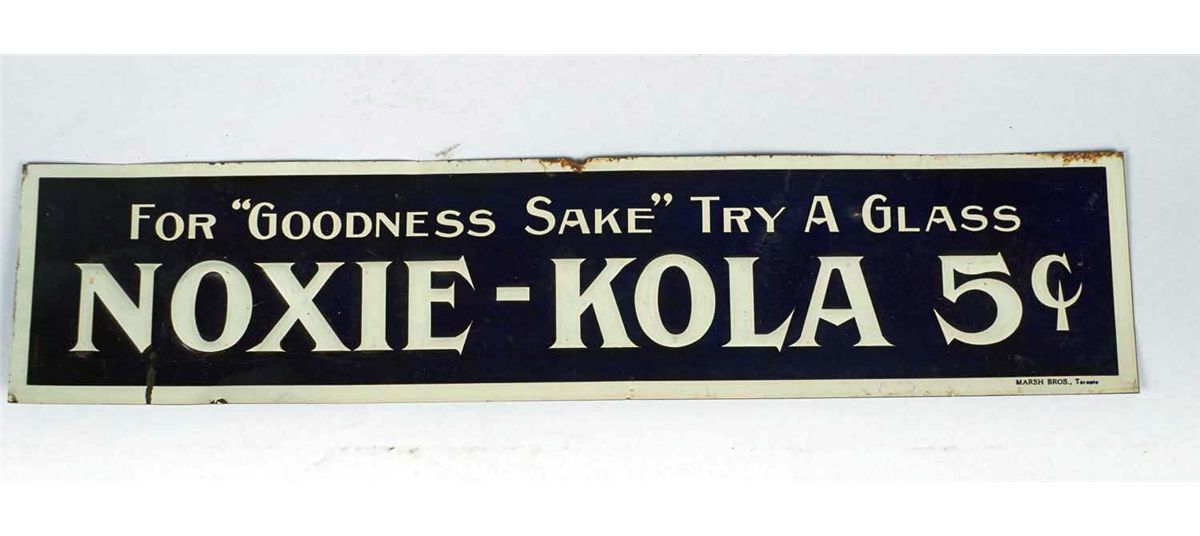 For "Goodness Sake" Try A Glass
NOXIE-KOLA 5¢
MARSH BROS., Toronto